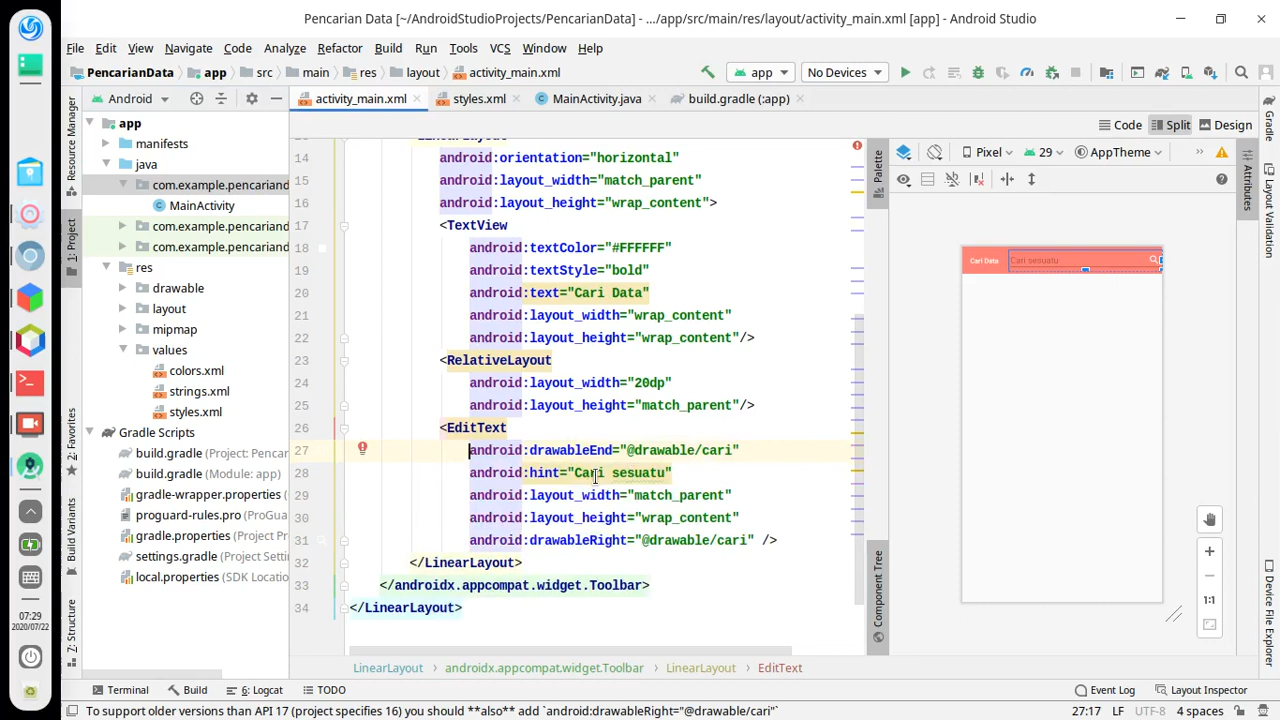 Pencarian Data [~/AndroidStudioProjects/PencarianData] - .../app/src/main/res/layout/activity_main.xml [app] - Android Studio
File Edit View Navigate Code Analyze Refactor Build Run Tools VCS Window Help
PencarianData app src main res layout activity_main.xml app No Devices
Android activity_main.xml styles.xml MainActivity.java build.gradle (:app)
Code Split Design
Resource Manager
1: Project
2: Favorites
Build Variants
7: Structure
app
manifests
java
com.example.pencariand
MainActivity
com.example.pencariand
com.example.pencariand
res
drawable
layout
mipmap
values
colors.xml
strings.xml
styles.xml
Gradle Scripts
build.gradle (Project: Pencar
build.gradle (Module: app)
gradle-wrapper.properties
proguard-rules.pro (ProGua
gradle.properties (Project Pr
settings.gradle (Project Sett
local.properties (SDK Locatio
14 android:orientation="horizontal"
15 android:layout_width="match_parent"
16 android:layout_height="wrap_content">
17 <TextView
18 android:textColor="#FFFFFF"
19 android:textStyle="bold"
20 android:text="Cari Data"
21 android:layout_width="wrap_content"
22 android:layout_height="wrap_content"/>
23 <RelativeLayout
24 android:layout_width="20dp"
25 android:layout_height="match_parent"/>
26 <EditText
27 android:drawableEnd="@drawable/cari"
28 android:hint="Cari sesuatu"
29 android:layout_width="match_parent"
30 android:layout_height="wrap_content"
31 android:drawableRight="@drawable/cari" />
32 </LinearLayout>
33 </androidx.appcompat.widget.Toolbar>
34 </LinearLayout>
LinearLayout androidx.appcompat.widget.Toolbar LinearLayout EditText
Palette
Component Tree
Pixel 29 AppTheme
Cari Data Cari sesuatu
1:1
Attributes
Gradle
Layout Validation
Device File Explorer
07:29
2020/07/22
Terminal Build 6: Logcat TODO Event Log Layout Inspector
To support older versions than API 17 (project specifies 16) you should **also** add `android:drawableRight="@drawable/cari"`
27:17 LF UTF-8 4 spaces